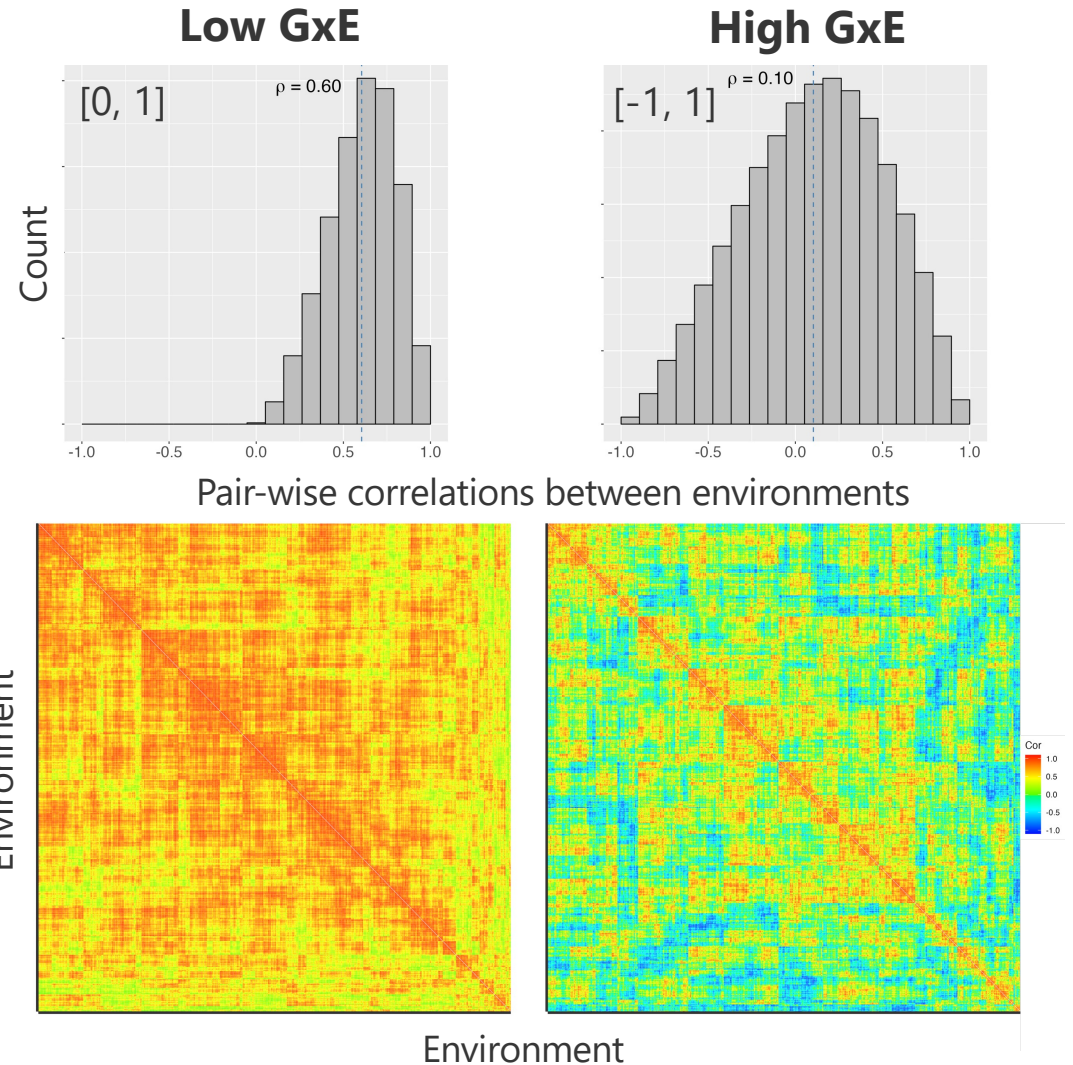 Low GxE
High GxE
[0, 1]
ρ = 0.60
[-1, 1]
ρ = 0.10
Count
-1.0 -0.5 0.0 0.5 1.0
-1.0 -0.5 0.0 0.5 1.0
Pair-wise correlations between environments
Environment
Cor
1.0
0.5
0.0
-0.5
-1.0
Environment